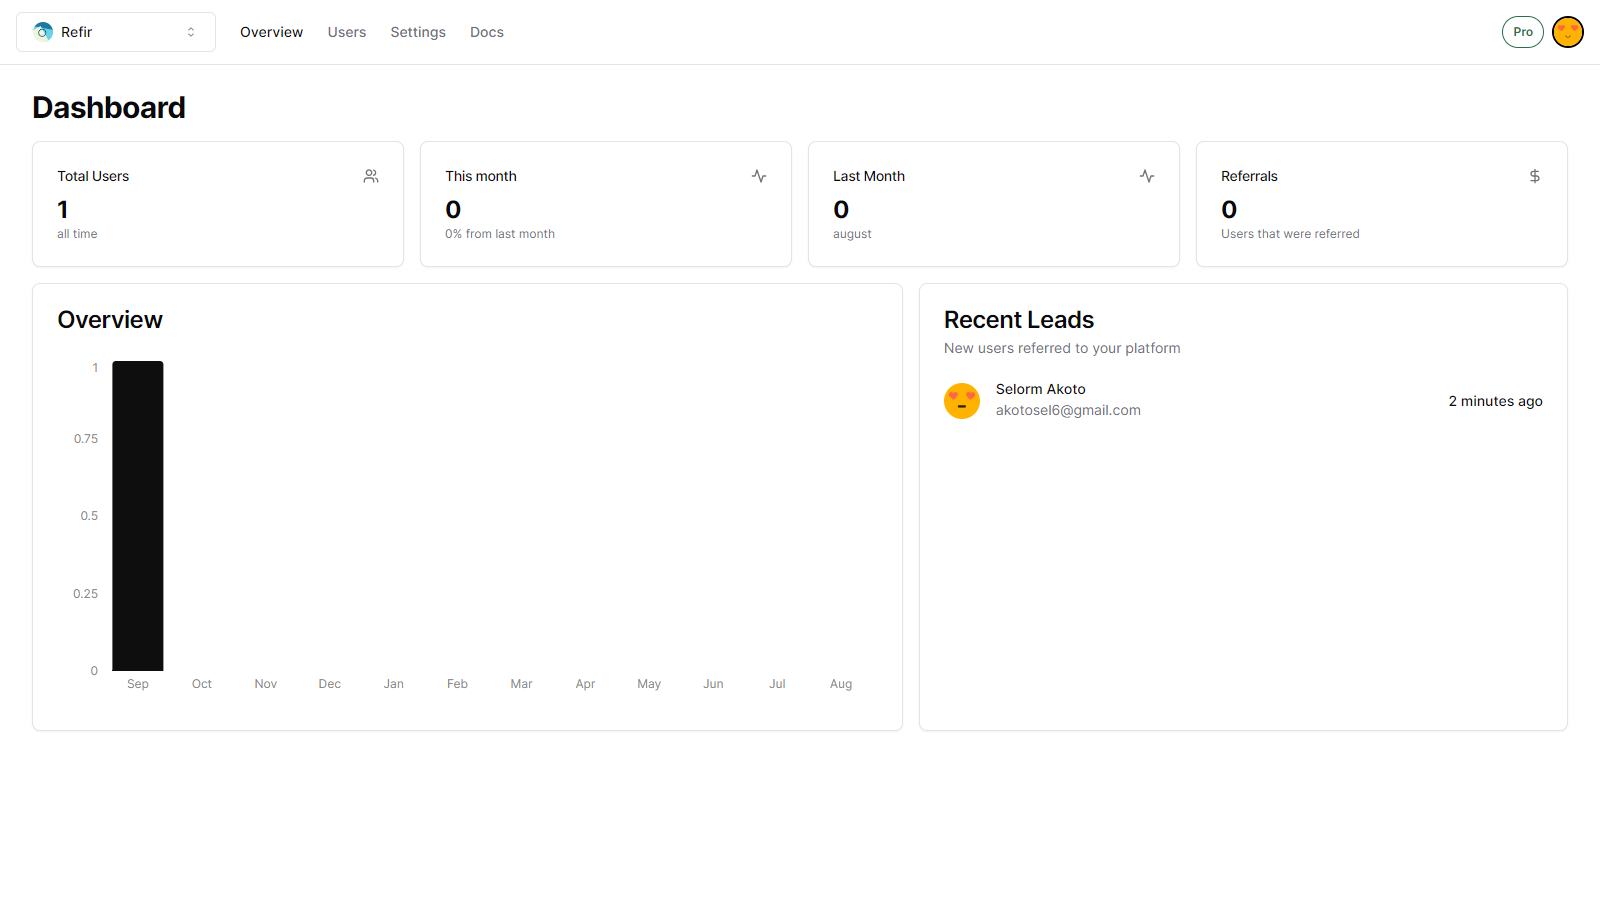 Refir
Overview Users Settings Docs
Pro
Dashboard
Total Users
1
all time
This month
0
0% from last month
Last Month
0
august
Referrals
0
Users that were referred
Overview
1
0.75
0.5
0.25
0
Sep Oct Nov Dec Jan Feb Mar Apr May Jun Jul Aug
Recent Leads
New users referred to your platform
Selorm Akoto
akotosel6@gmail.com
2 minutes ago